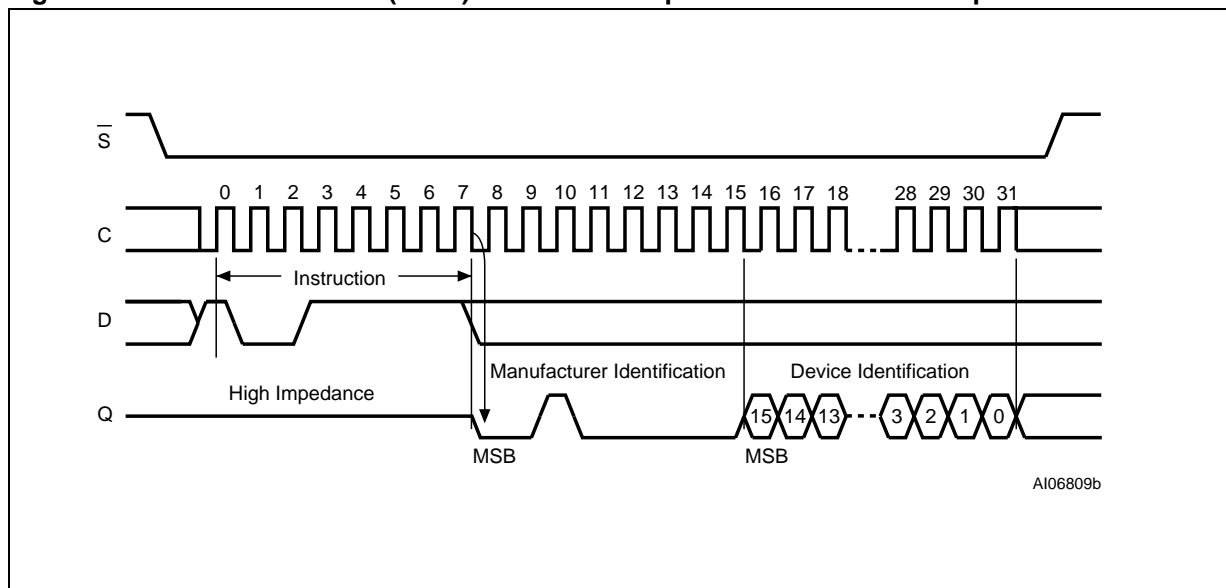 S
0 1 2 3 4 5 6 7 8 9 10 11 12 13 14 15 16 17 18 28 29 30 31
C
Instruction
D
Manufacturer Identification Device Identification
High Impedance
Q
15 14 13 3 2 1 0
MSB MSB
AI06809b